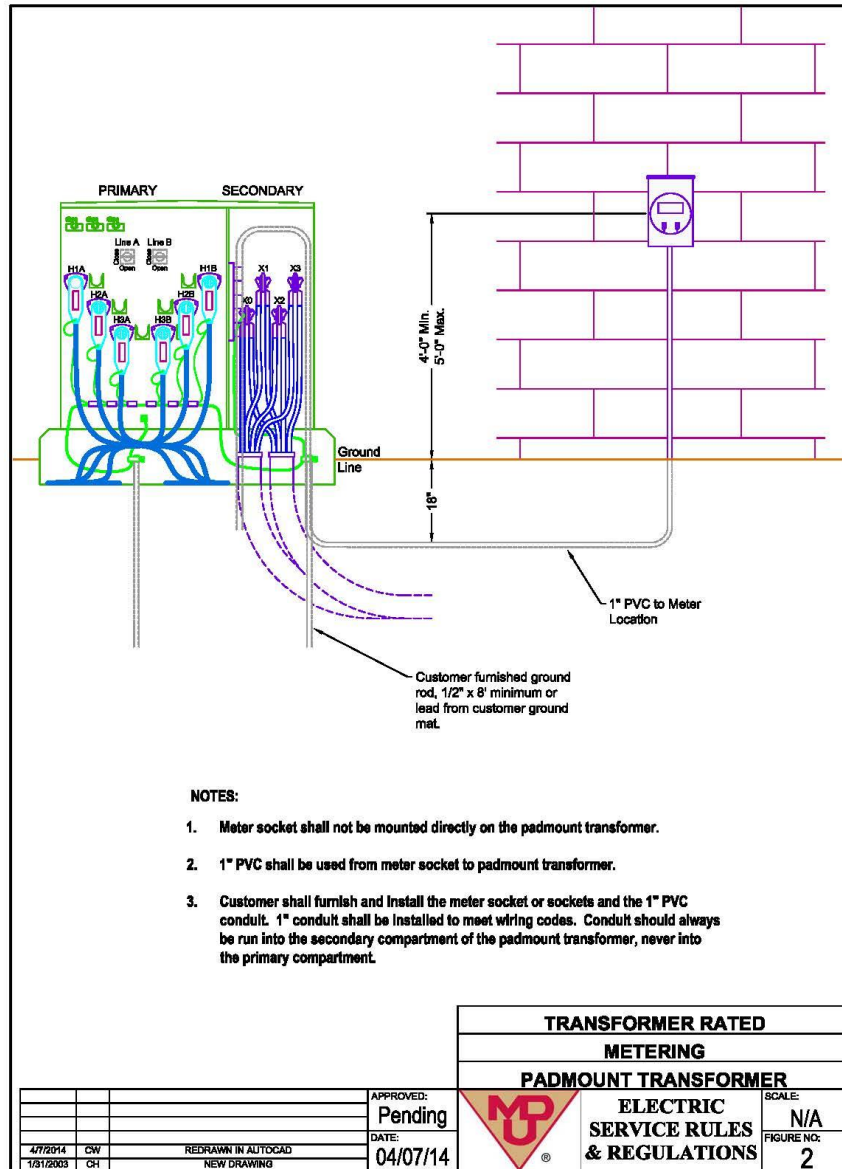 PRIMARY
SECONDARY
Line A
Line B
Close
Open
Close
Open
H1A
H2A
H3A
H3B
H2B
H1B
X1
X3
X0
X2
4'-0" Min.
5'-0" Max.
Ground
Line
18"
1" PVC to Meter
Location
Customer furnished ground
rod, 1/2" x 8' minimum or
lead from customer ground
mat.
NOTES:
1. Meter socket shall not be mounted directly on the padmount transformer.
2. 1" PVC shall be used from meter socket to padmount transformer.
3. Customer shall furnish and install the meter socket or sockets and the 1" PVC
conduit. 1" conduit shall be installed to meet wiring codes. Conduit should always
be run into the secondary compartment of the padmount transformer, never into
the primary compartment.
TRANSFORMER RATED
METERING
PADMOUNT TRANSFORMER
4/7/2014 CW REDRAWN IN AUTOCAD
1/31/2003 CH NEW DRAWING
APPROVED:
Pending
DATE:
04/07/14
MPU
®
ELECTRIC
SERVICE RULES
& REGULATIONS
SCALE:
N/A
FIGURE NO:
2